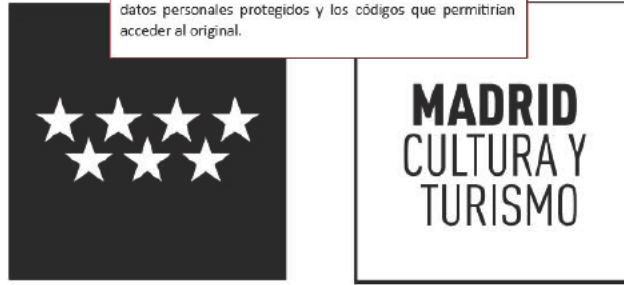 datos personales protegidos y los códigos que permitirían
acceder al original.
MADRID
CULTURA Y
TURISMO